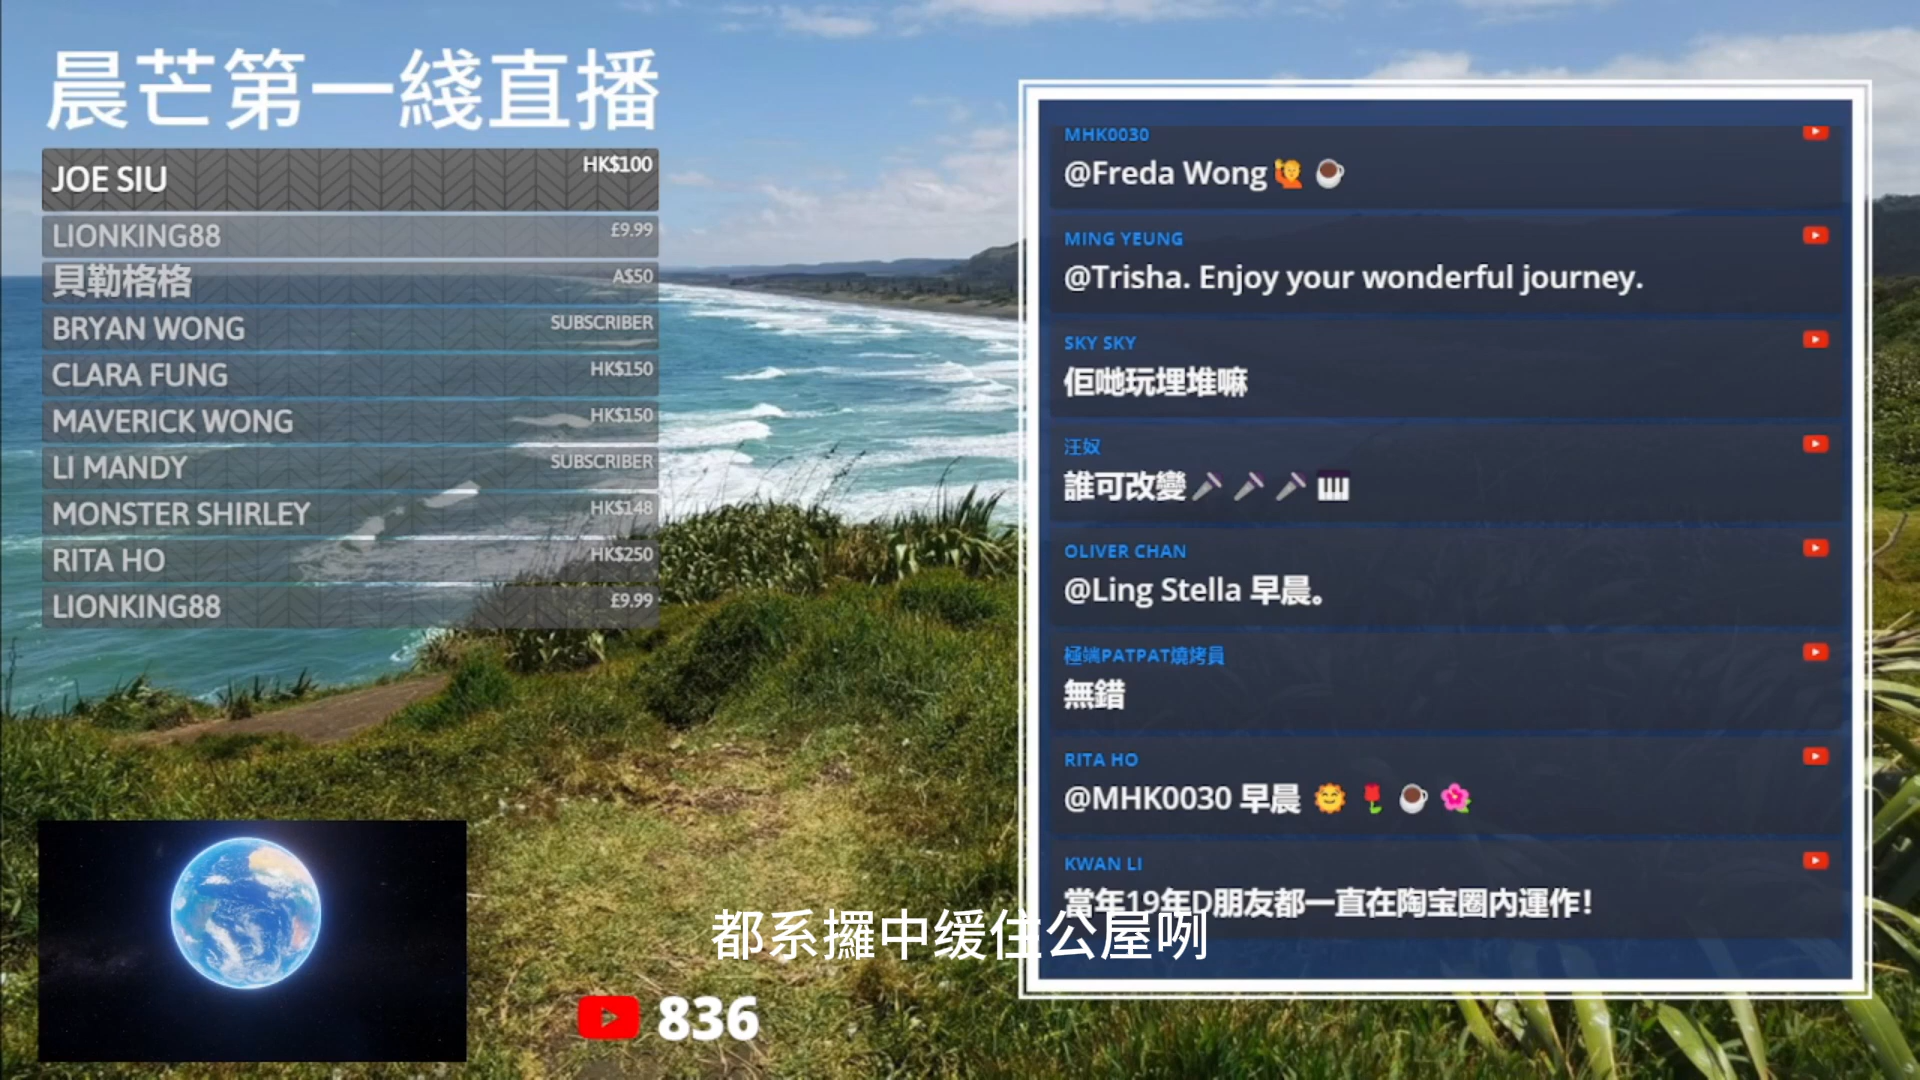 晨芒第一綫直播
JOE SIU HK$100
LIONKING88 £9.99
貝勒格格 A$50
BRYAN WONG SUBSCRIBER
CLARA FUNG HK$150
MAVERICK WONG HK$150
LI MANDY SUBSCRIBER
MONSTER SHIRLEY HK$148
RITA HO HK$250
LIONKING88 £9.99
MHK0030
@Freda Wong🙋☕
MING YEUNG
@Trisha. Enjoy your wonderful journey.
SKY SKY
佢哋玩埋堆嘛
汪奴
誰可改變🎤🎤🎤🎹
OLIVER CHAN
@Ling Stella 早晨。
極端PATPAT燒烤員
無錯
RITA HO
@MHK0030 早晨 🌞🌹☕🌺
KWAN LI
當年19年D朋友都一直在陶宝圈内運作!
都系攞中缓住公屋咧
836